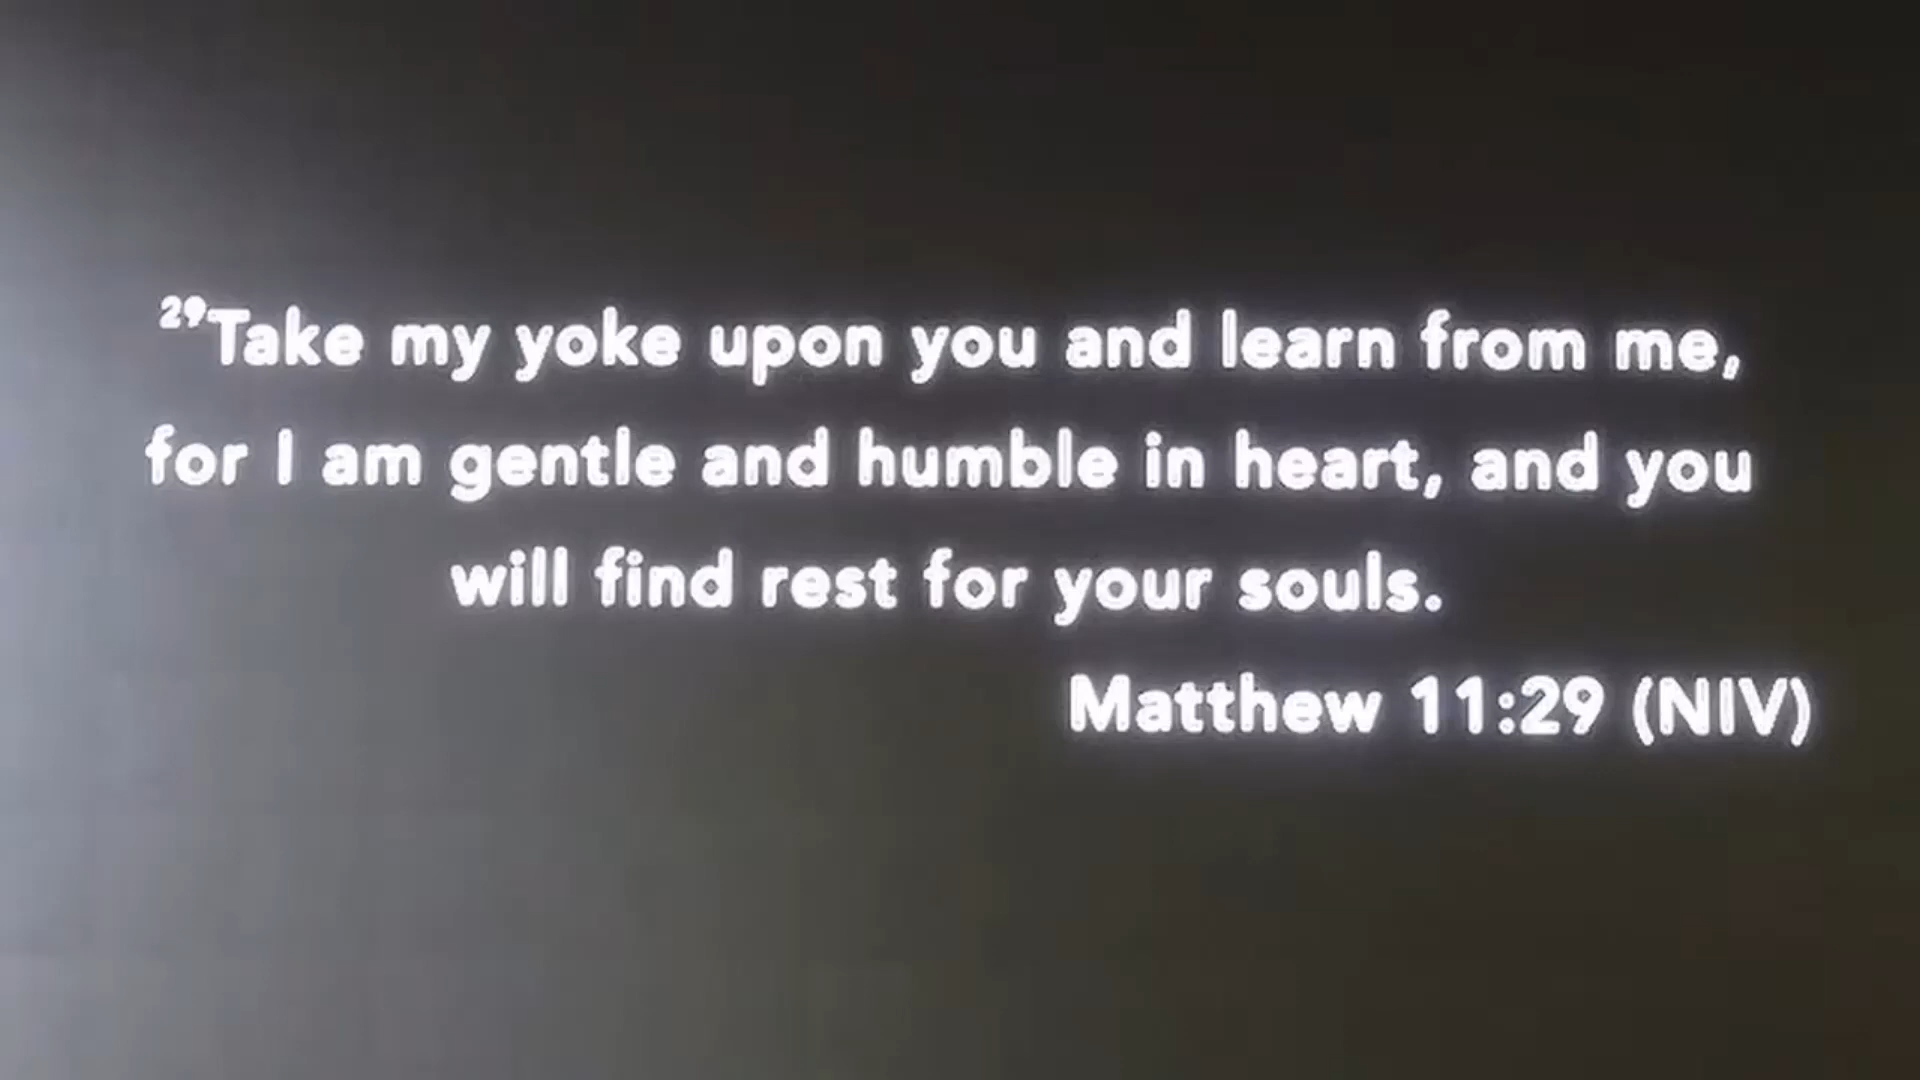 ²⁹Take my yoke upon you and learn from me,
for I am gentle and humble in heart, and you
will find rest for your souls.
Matthew 11:29 (NIV)